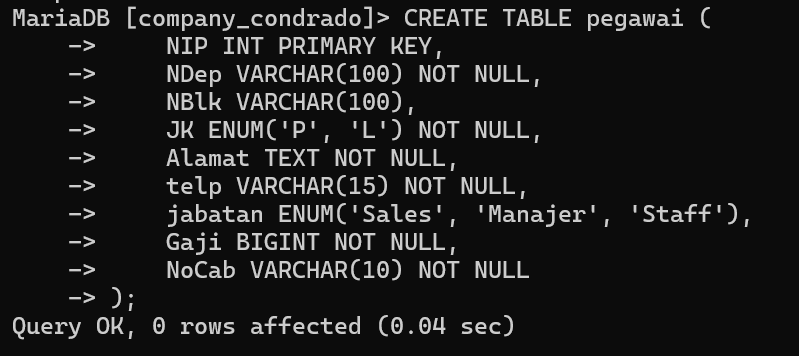 MariaDB [company_condrado]> CREATE TABLE pegawai (
    ->     NIP INT PRIMARY KEY,
    ->     NDep VARCHAR(100) NOT NULL,
    ->     NBlk VARCHAR(100),
    ->     JK ENUM('P', 'L') NOT NULL,
    ->     Alamat TEXT NOT NULL,
    ->     telp VARCHAR(15) NOT NULL,
    ->     jabatan ENUM('Sales', 'Manajer', 'Staff'),
    ->     Gaji BIGINT NOT NULL,
    ->     NoCab VARCHAR(10) NOT NULL
    -> );
Query OK, 0 rows affected (0.04 sec)